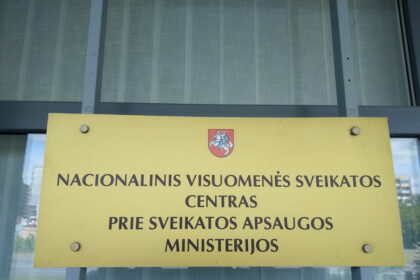 NACIONALINIS VISUOMENĖS SVEIKATOS
CENTRAS
PRIE SVEIKATOS APSAUGOS
MINISTERIJOS